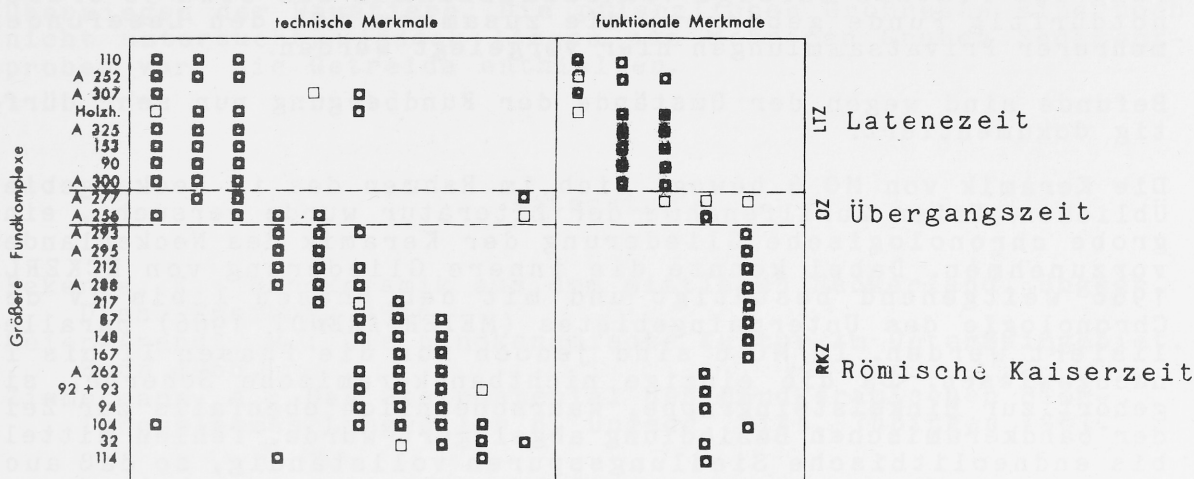 technische Merkmale funktionale Merkmale
Größere Fundkomplexe
110
A 252
A 307
Holzh.
A 325
153
90
A 300
A 277
A 254
A 293
A 295
212
A 288
217
87
148
167
A 262
92 + 93
94
104
32
114
LTZ Latenezeit
ÜZ Übergangszeit
RKZ Römische Kaiserzeit